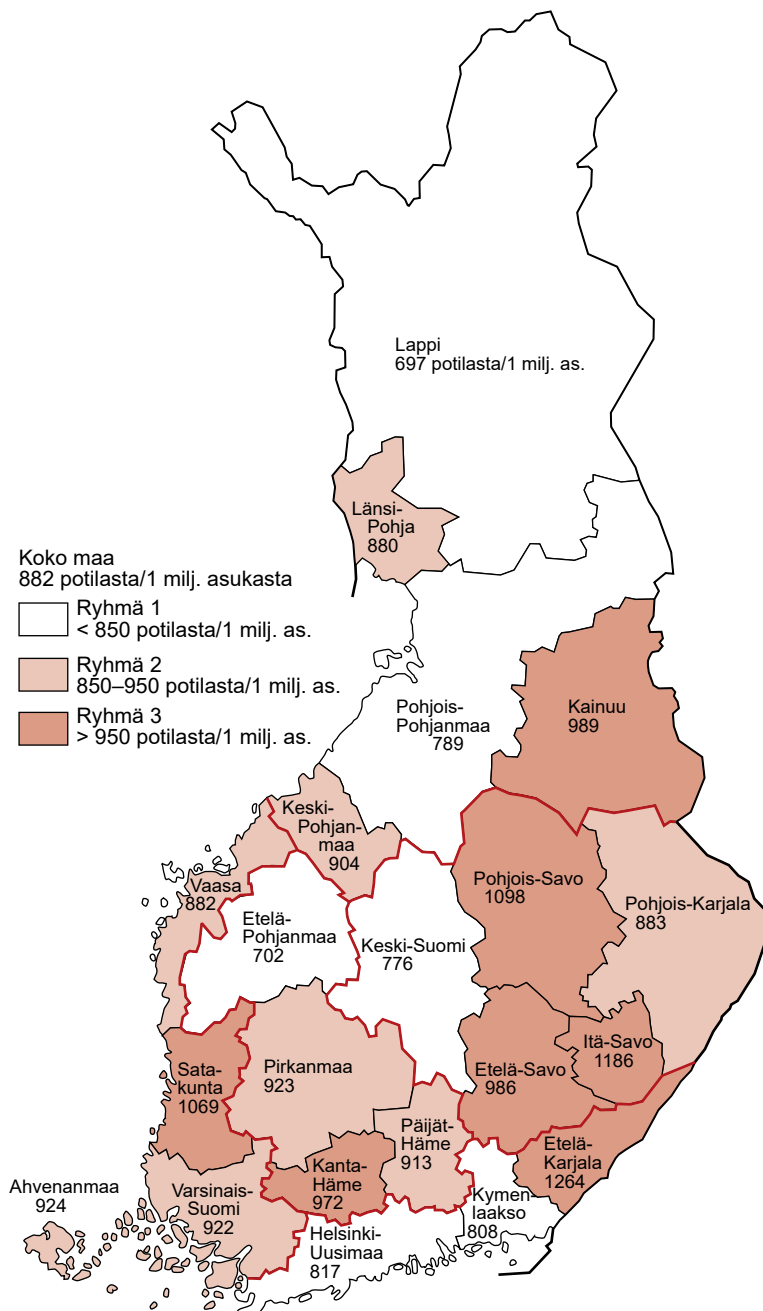 Lappi
697 potilasta/1 milj. as.
Länsi-
Pohja
880
Koko maa
882 potilasta/1 milj. asukasta
Ryhmä 1
< 850 potilasta/1 milj. as.
Ryhmä 2
850–950 potilasta/1 milj. as.
Ryhmä 3
> 950 potilasta/1 milj. as.
Pohjois-
Pohjanmaa
789
Kainuu
989
Keski-
Pohjan-
maa
904
Vaasa
882
Etelä-
Pohjanmaa
702
Keski-Suomi
776
Pohjois-Savo
1098
Pohjois-Karjala
883
Sata-
kunta
1069
Pirkanmaa
923
Etelä-Savo
986
Itä-Savo
1186
Päijät-
Häme
913
Etelä-
Karjala
1264
Ahvenanmaa
924
Varsinais-
Suomi
922
Kanta-
Häme
972
Kymen-
laakso
808
Helsinki-
Uusimaa
817